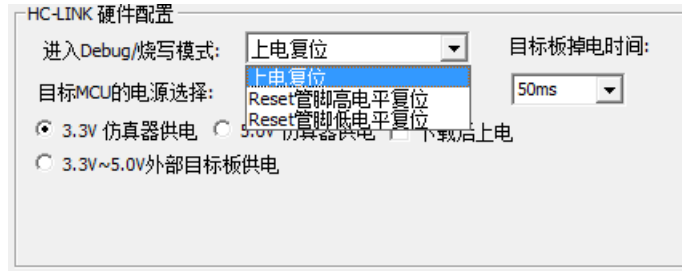 HC-LINK 硬件配置
进入Debug/烧写模式: 上电复位 目标板掉电时间:
上电复位
目标MCU的电源选择: Reset管脚高电平复位 50ms
Reset管脚低电平复位
3.3V 仿真器供电 5.0V 仿真器供电 下载后上电
3.3V~5.0V外部目标板供电